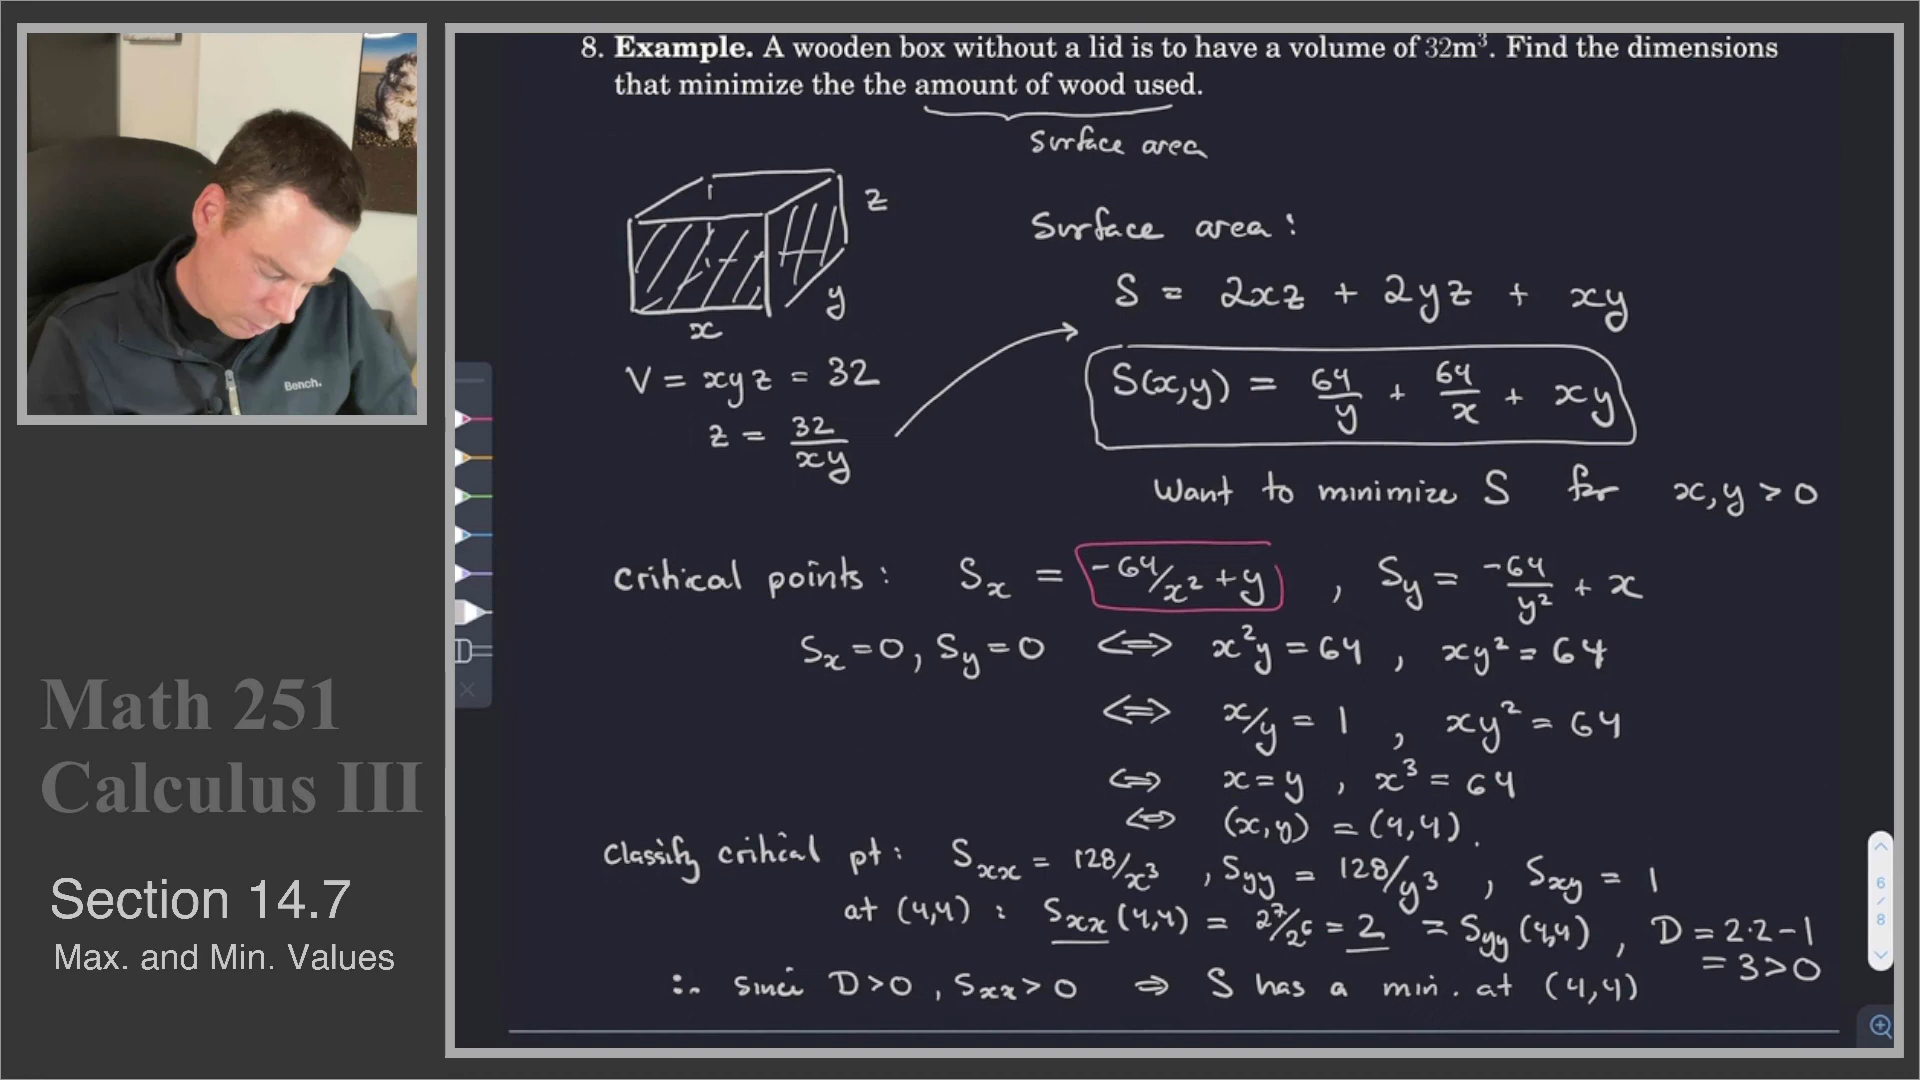 8. Example. A wooden box without a lid is to have a volume of 32m³. Find the dimensions
that minimize the the amount of wood used.
surface area
z
y
x
Surface area:
S = 2xz + 2yz + xy
V = xyz = 32
z = 32/xy
S(x,y) = 64/y + 64/x + xy
Want to minimize S for x,y > 0
Critical points: Sx = -64/x² + y , Sy = -64/y² + x
Sx = 0, Sy = 0 ⟺ x²y = 64 , xy² = 64
⟺ x/y = 1 , xy² = 64
⟺ x = y , x³ = 64
⟺ (x,y) = (4,4).
Classify critical pt: Sxx = 128/x³ , Syy = 128/y³ , Sxy = 1
at (4,4) : Sxx(4,4) = 2⁷/2⁶ = 2 = Syy(4,4) , D = 2·2-1
= 3 > 0
∴ since D>0, Sxx>0 ⇒ S has a min. at (4,4)
Bench.
Math 251
Calculus III
Section 14.7
Max. and Min. Values
6
/
8